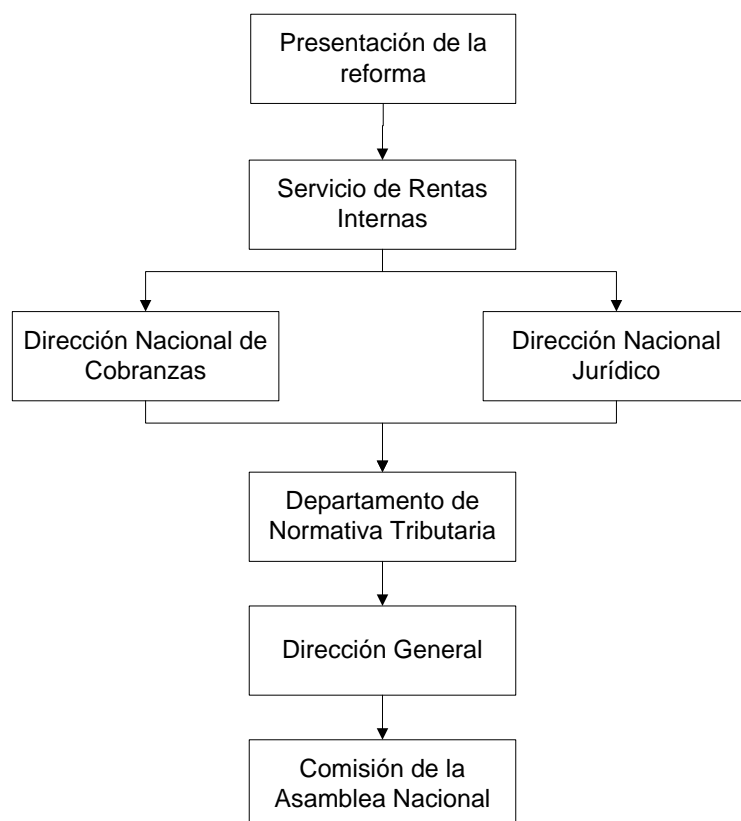 Presentación de la
reforma
Servicio de Rentas
Internas
Dirección Nacional de
Cobranzas
Dirección Nacional
Jurídico
Departamento de
Normativa Tributaria
Dirección General
Comisión de la
Asamblea Nacional